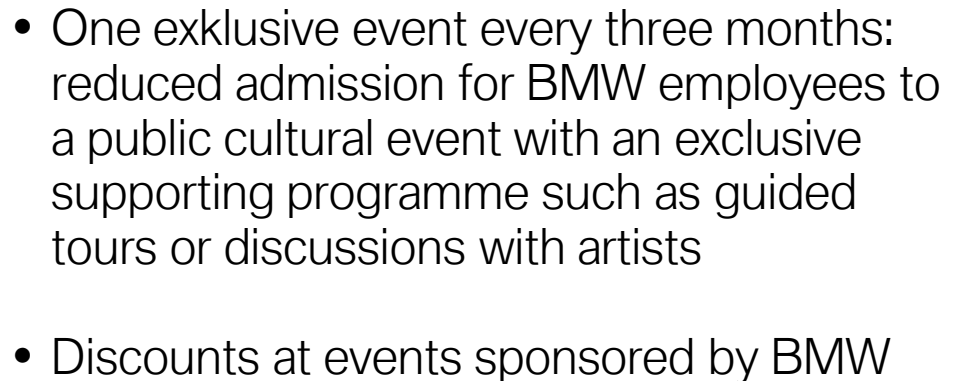 • One exklusive event every three months:
reduced admission for BMW employees to
a public cultural event with an exclusive
supporting programme such as guided
tours or discussions with artists
• Discounts at events sponsored by BMW